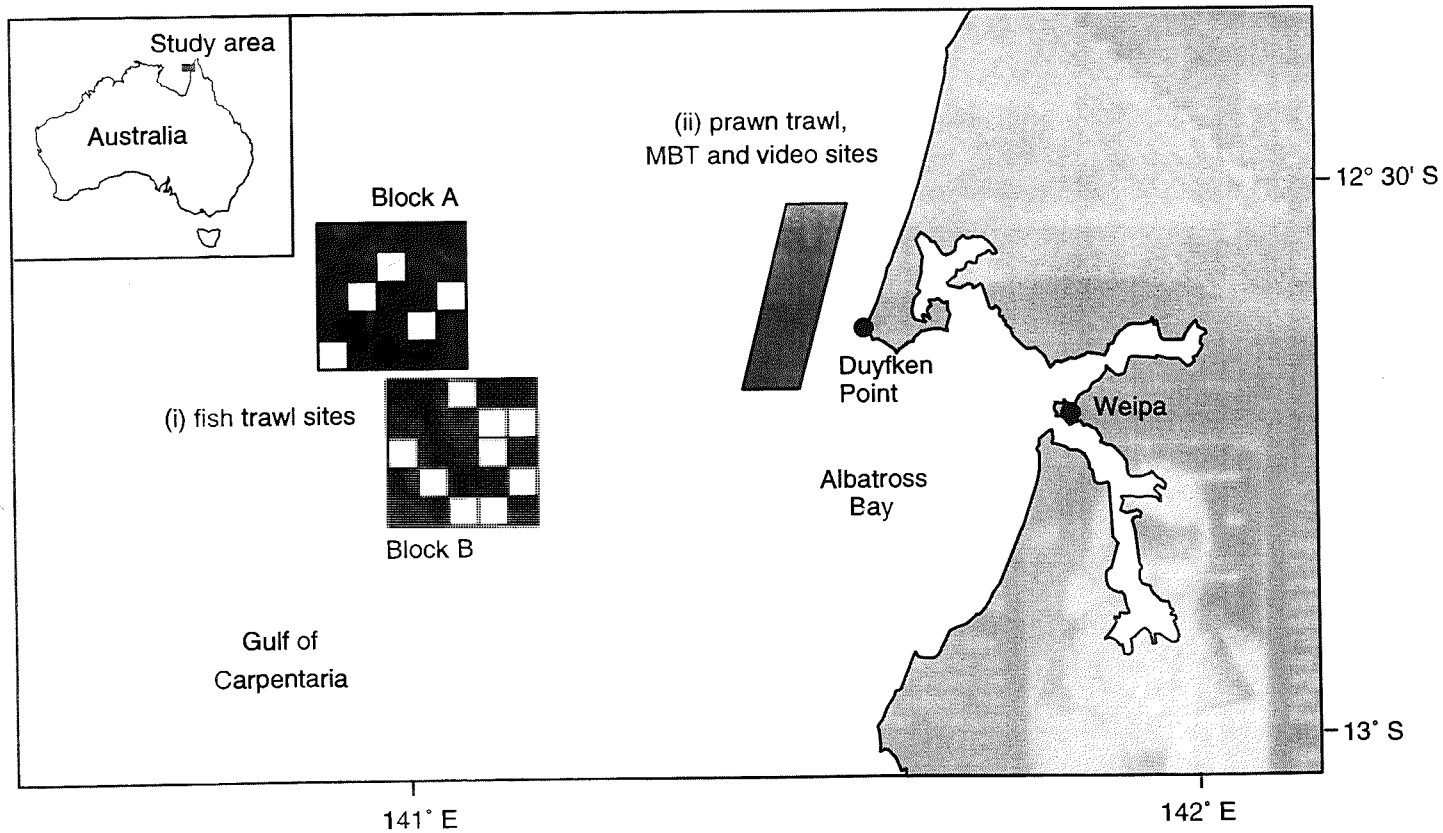 Study area
Australia
(ii) prawn trawl,
MBT and video sites
12° 30' S
Block A
Duyfken
Point
(i) fish trawl sites
Weipa
Albatross
Bay
Block B
Gulf of
Carpentaria
13° S
141° E
142° E